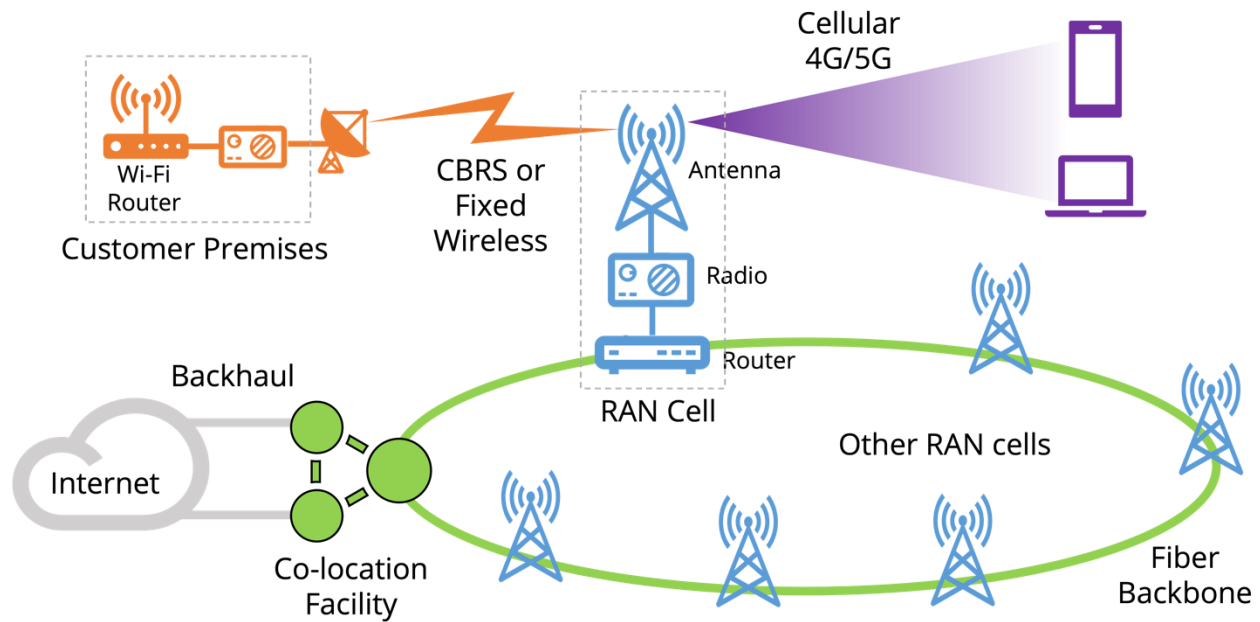 Cellular
4G/5G
Wi-Fi
Router
Customer Premises
CBRS or
Fixed
Wireless
Antenna
Radio
Router
RAN Cell
Backhaul
Internet
Co-location
Facility
Other RAN cells
Fiber
Backbone